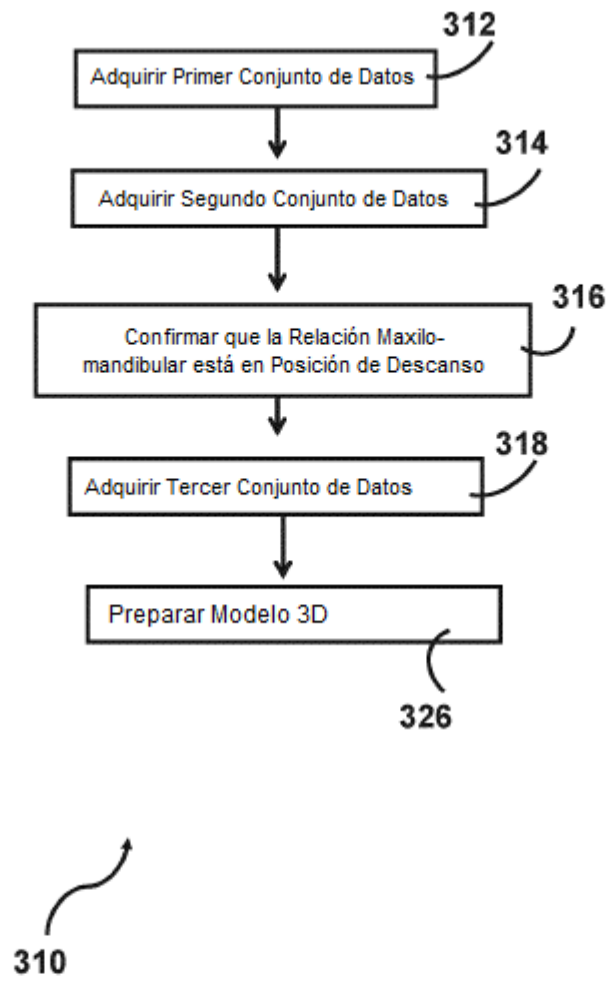 312
Adquirir Primer Conjunto de Datos
314
Adquirir Segundo Conjunto de Datos
316
Confirmar que la Relación Maxilo-
mandibular está en Posición de Descanso
318
Adquirir Tercer Conjunto de Datos
Preparar Modelo 3D
326
310